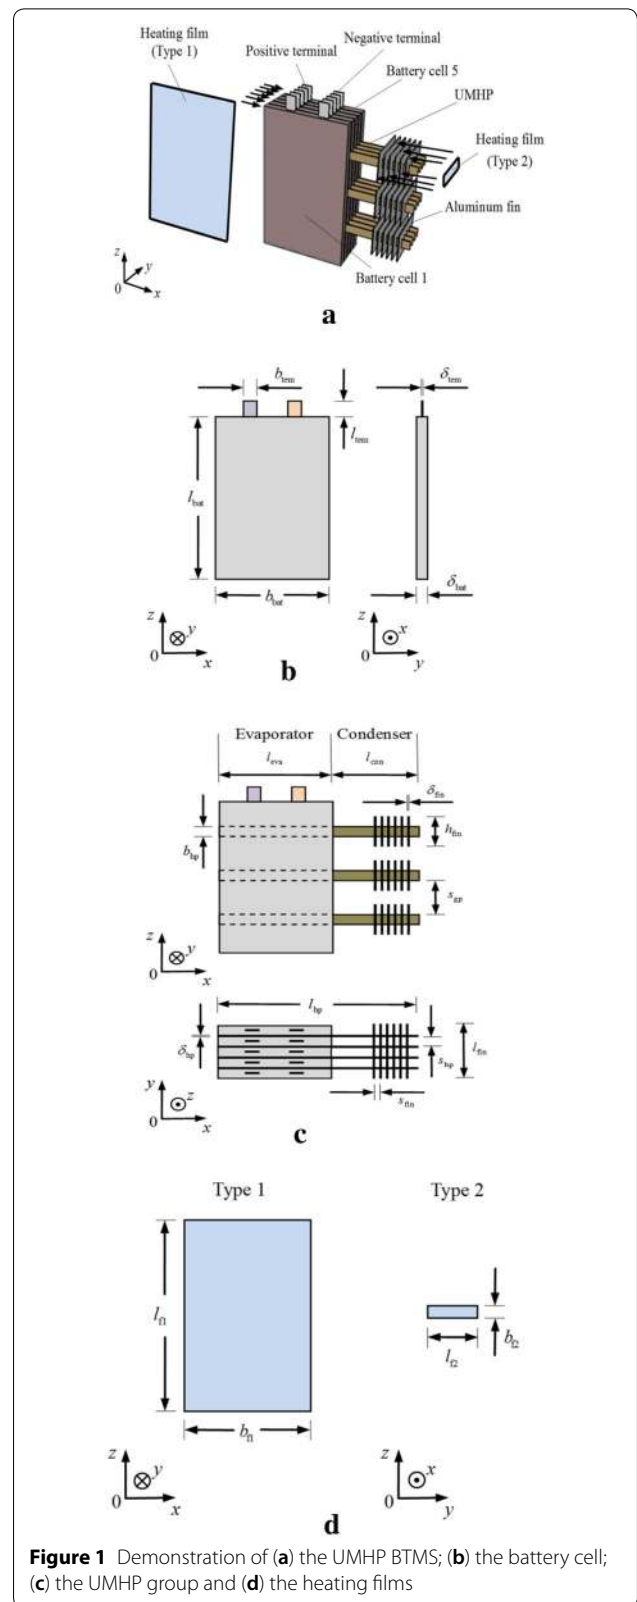 Heating film
(Type 1)
Positive terminal
Negative terminal
Battery cell 5
UMHP
Heating film
(Type 2)
Aluminum fin
Battery cell 1
z
y
0
x
a
b_tem
δ_tem
l_tem
l_bat
b_bat
δ_bat
z
y
0
x
z
x
0
y
b
Evaporator
Condenser
l_eva
l_con
δ_fin
h_fin
b_hp
z
y
0
x
l_hp
δ_hp
s_hp
l_fin
s_fin
y
z
0
x
c
Type 1
Type 2
l_f1
b_f1
b_f2
l_f2
z
y
0
x
z
x
0
y
d
Figure 1 Demonstration of (a) the UMHP BTMS; (b) the battery cell;
(c) the UMHP group and (d) the heating films